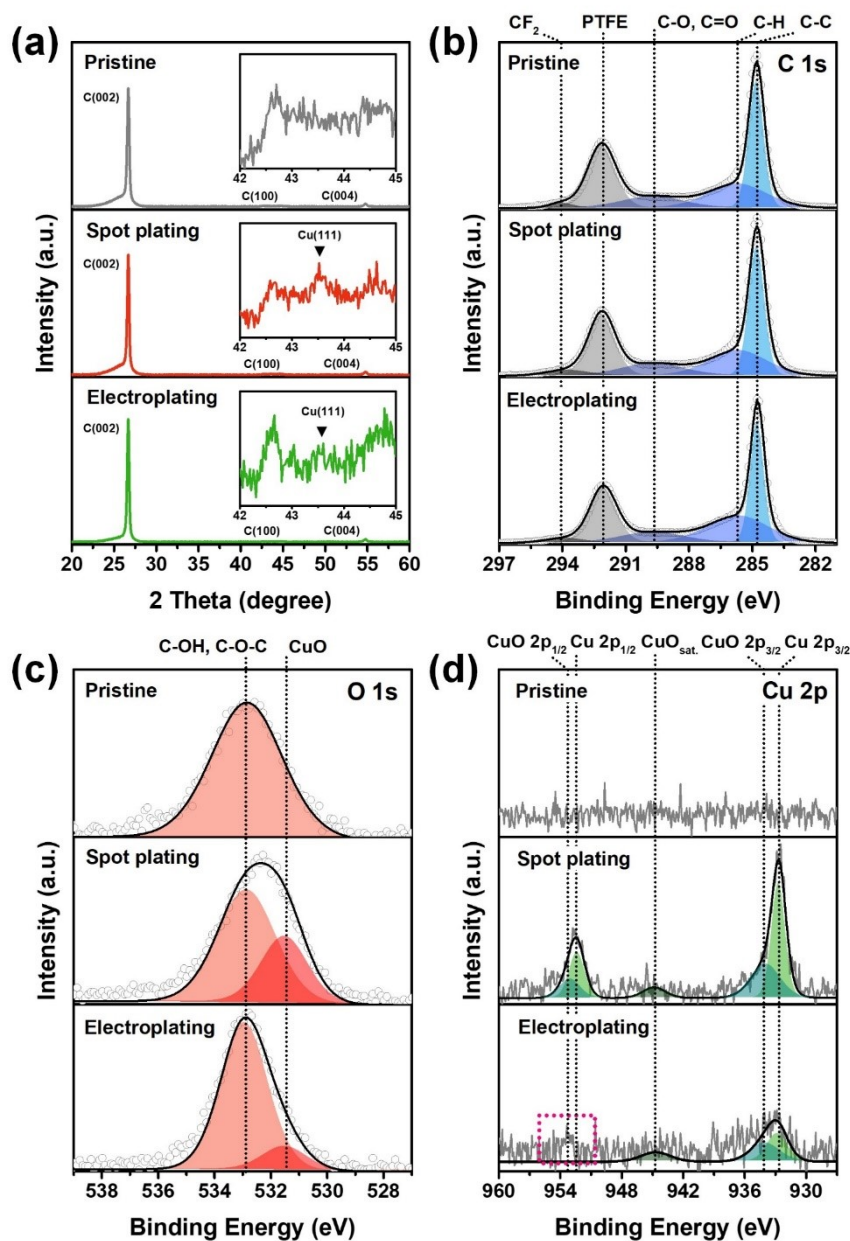 (a)
Pristine
C(002)
42 43 44 45
C(100) C(004)
Spot plating
C(002)
Cu(111)
42 43 44 45
C(100) C(004)
Electroplating
C(002)
Cu(111)
42 43 44 45
C(100) C(004)
20 25 30 35 40 45 50 55 60
2 Theta (degree)
Intensity (a.u.)
CF2 PTFE C-O, C=O C-H C-C
(b)
Pristine
C 1s
Spot plating
Electroplating
297 294 291 288 285 282
Binding Energy (eV)
Intensity (a.u.)
C-OH, C-O-C CuO
(c)
Pristine
O 1s
Spot plating
Electroplating
538 536 534 532 530 528
Binding Energy (eV)
Intensity (a.u.)
CuO 2p1/2 Cu 2p1/2 CuOsat. CuO 2p3/2 Cu 2p3/2
(d)
Pristine
Cu 2p
Spot plating
Electroplating
960 954 948 942 936 930
Binding Energy (eV)
Intensity (a.u.)